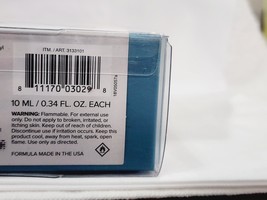 ITM. / ART. 3133101
8 11170 03029 8
10 ML / 0.34 FL. OZ. EACH
WARNING: Flammable. For external use
only. Do not apply to broken, irritated, or
itching skin. Keep out of reach of children.
Discontinue use if irritation occurs. Keep this
product cool, away from heat, spark, open
flame. Use as directed.
FORMULA MADE IN THE USA